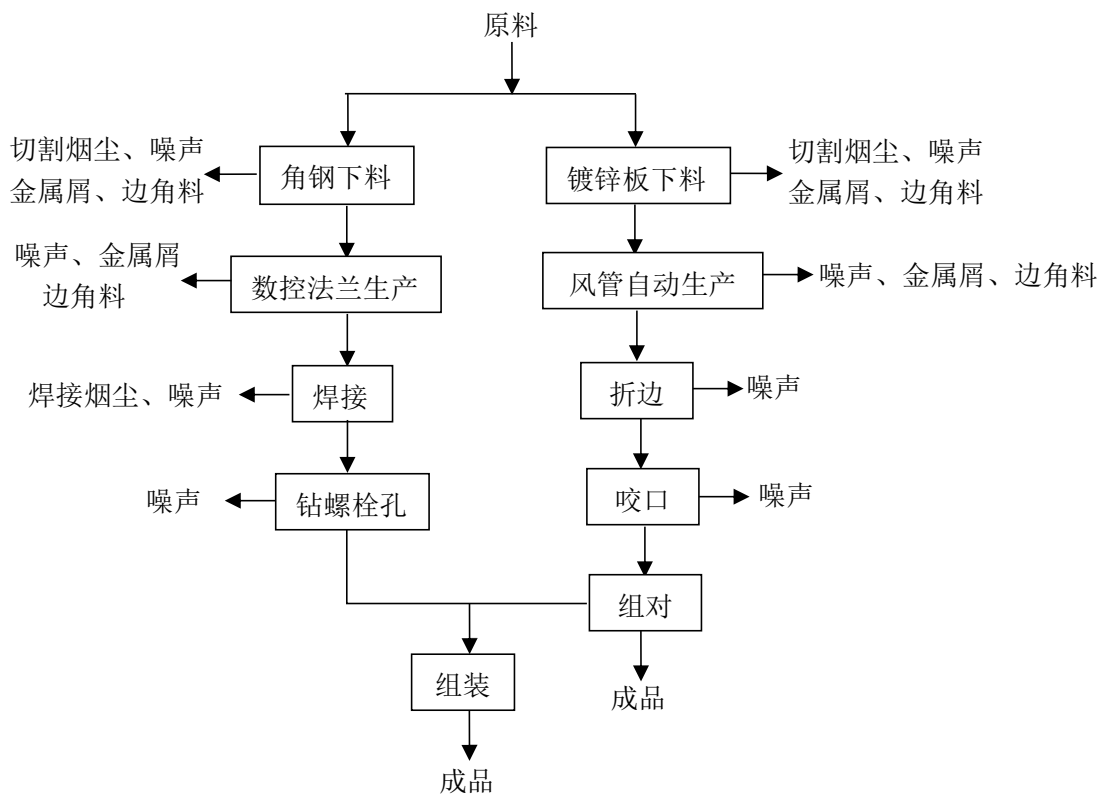 原料
切割烟尘、噪声
金属屑、边角料
角钢下料
镀锌板下料
切割烟尘、噪声
金属屑、边角料
噪声、金属屑
边角料
数控法兰生产
风管自动生产
噪声、金属屑、边角料
焊接烟尘、噪声
焊接
折边
噪声
噪声
钻螺栓孔
咬口
噪声
组对
组装
成品
成品